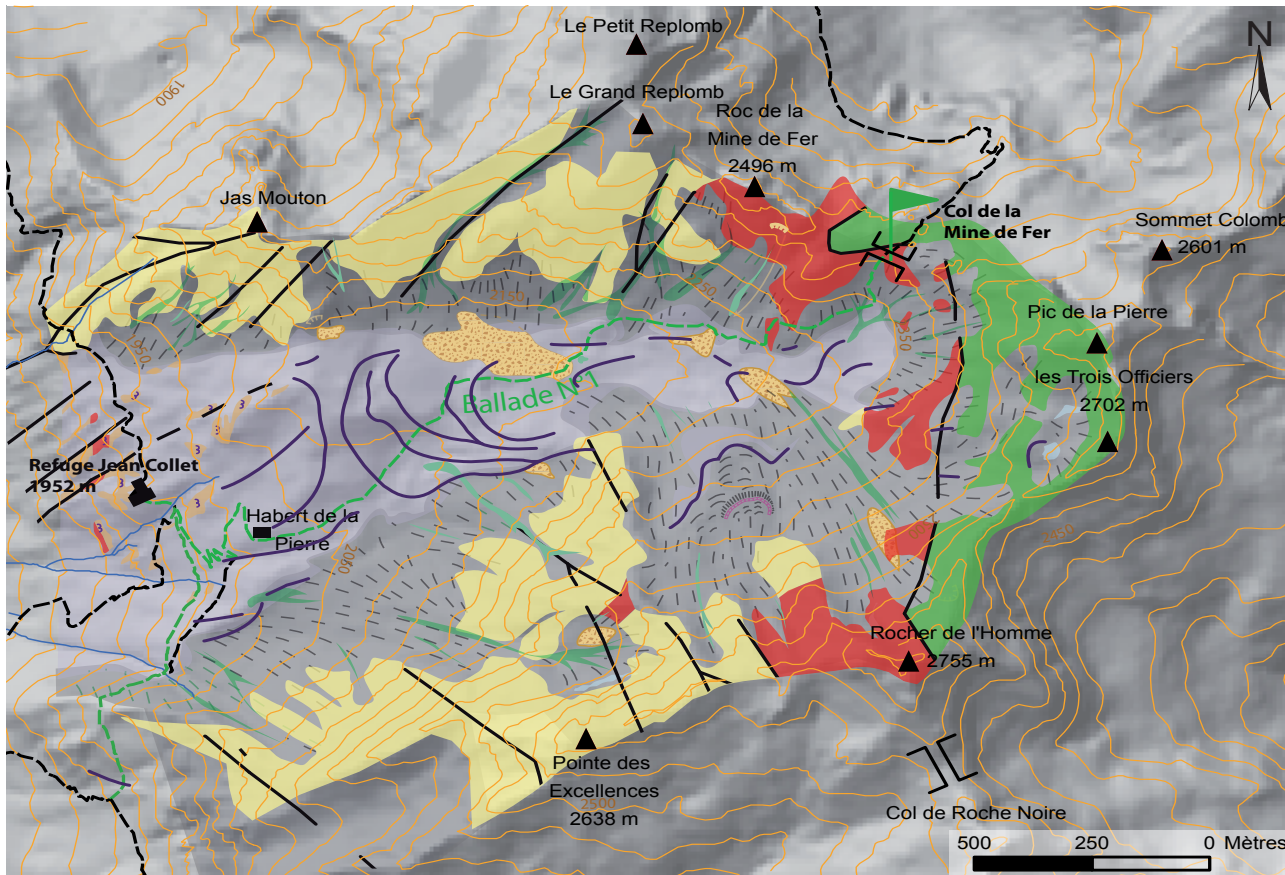 Le Petit Replomb
N
Le Grand Replomb
1900
Roc de la
Mine de Fer
2496 m
Jas Mouton
Col de la
Mine de Fer
Sommet Colomb
2601 m
2150
Pic de la Pierre
1950
les Trois Officiers
2702 m
Ballade N°1
Refuge Jean Collet
1952 m
Habert de la
Pierre
2450
Rocher de l'Homme
2755 m
Pointe des
Excellences
2500
2638 m
Col de Roche Noire
500 250 0 Mètres